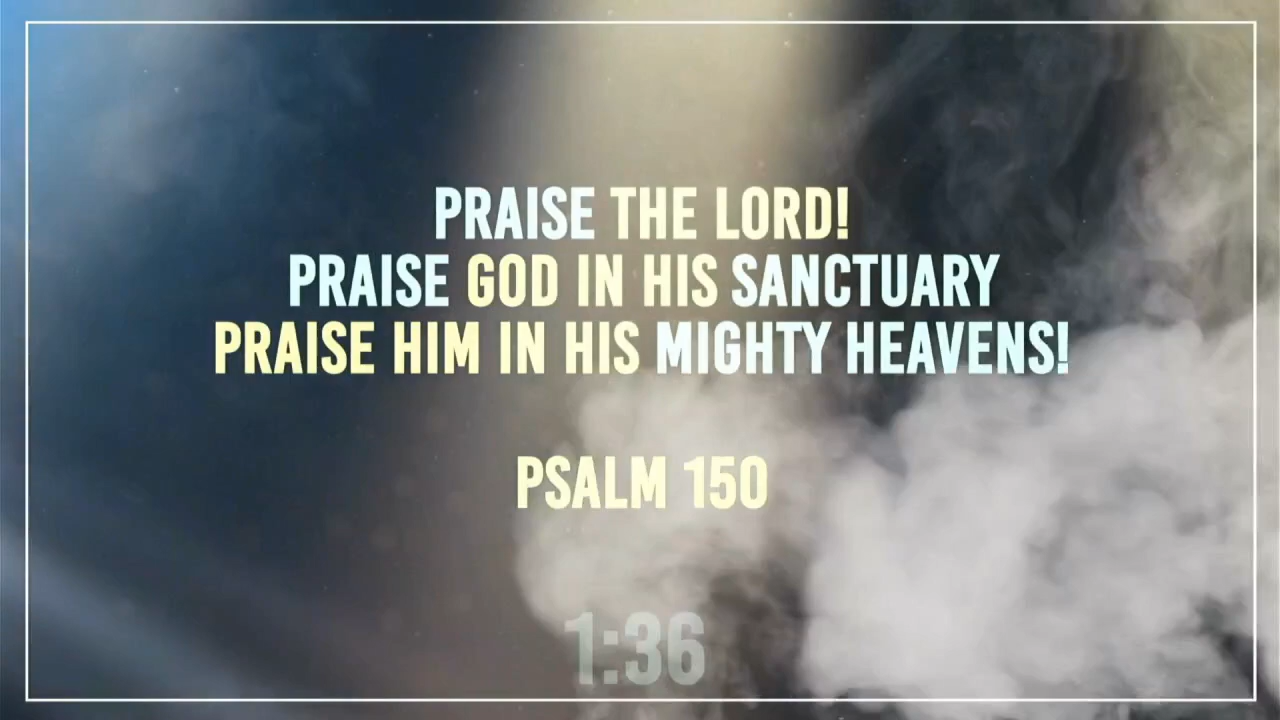 PRAISE THE LORD!
PRAISE GOD IN HIS SANCTUARY
PRAISE HIM IN HIS MIGHTY HEAVENS!
PSALM 150
1:36